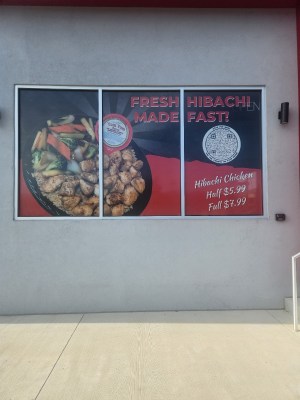 FRESH HIBACHI
MADE FAST!
Hibachi Chicken
Half $5.99
Full $7.99